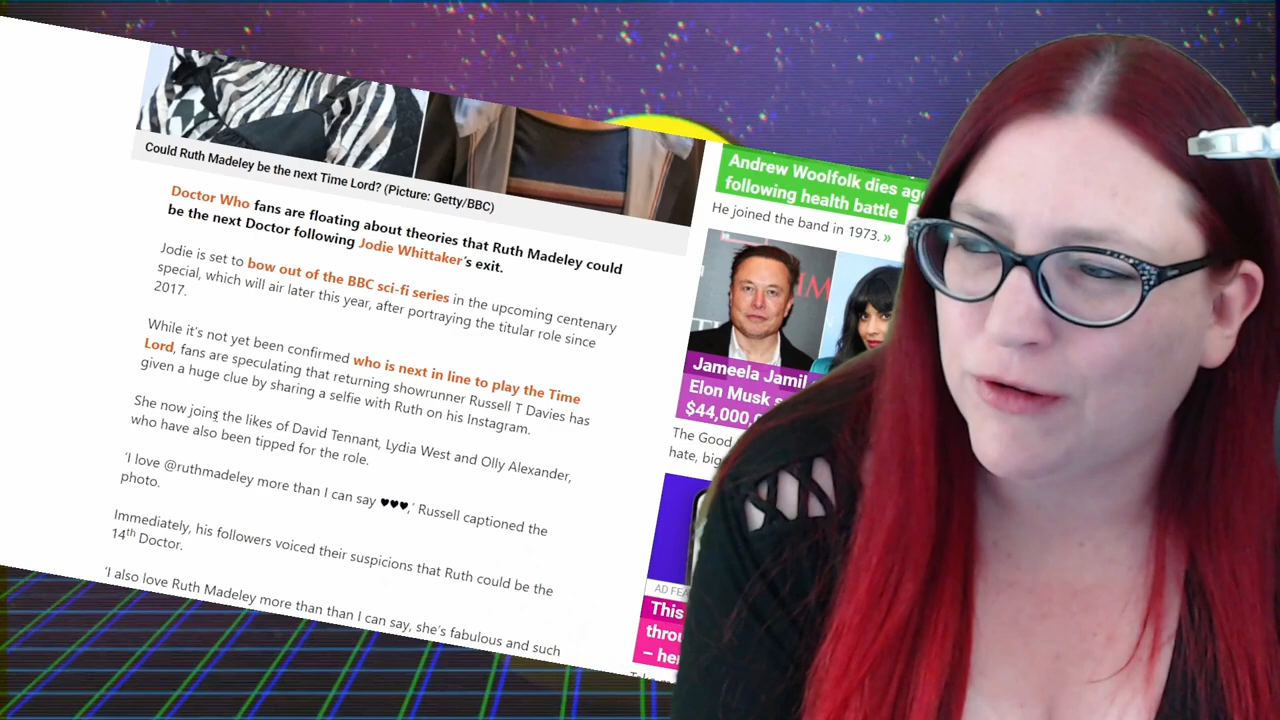 Could Ruth Madeley be the next Time Lord? (Picture: Getty/BBC)
Doctor Who fans are floating about theories that Ruth Madeley could
be the next Doctor following Jodie Whittaker's exit.
Jodie is set to bow out of the BBC sci-fi series in the upcoming centenary
special, which will air later this year, after portraying the titular role since
2017.
While it's not yet been confirmed who is next in line to play the Time
Lord, fans are speculating that returning showrunner Russell T Davies has
given a huge clue by sharing a selfie with Ruth on his Instagram.
She now joins the likes of David Tennant, Lydia West and Olly Alexander,
who have also been tipped for the role.
'I love @ruthmadeley more than I can say ♥♥♥,' Russell captioned the
photo.
Immediately, his followers voiced their suspicions that Ruth could be the
14th Doctor.
'I also love Ruth Madeley more than than I can say, she's fabulous and such
Andrew Woolfolk dies
following health battle
He joined the band in 1973. »
Jameela Jamil
Elon Musk
$44,000,
The Good
hate,
AD
This